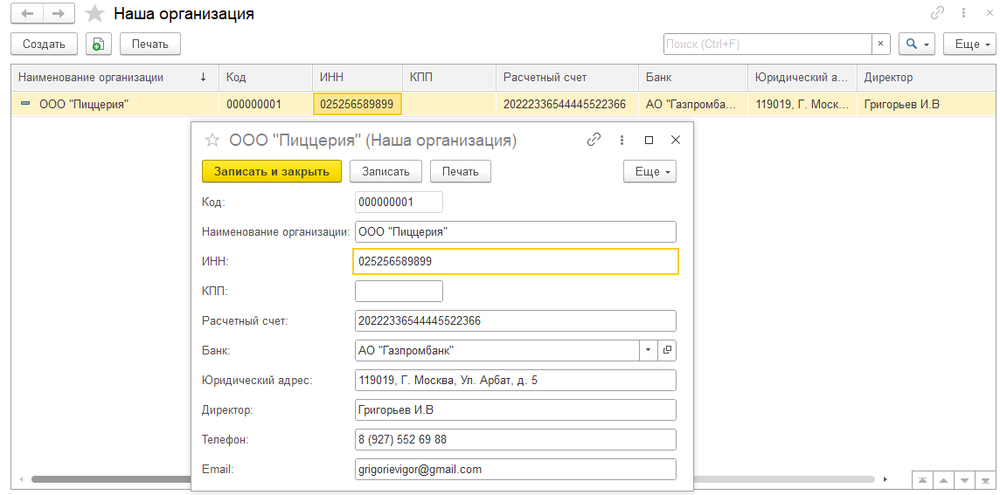 Наша организация
Создать Печать Поиск (Ctrl+F) × Еще
Наименование организации ↓ Код ИНН КПП Расчетный счет Банк Юридический а... Директор
ООО "Пиццерия" 000000001 025256589899 20222336544445522366 АО "Газпромба... 119019, Г. Моск... Григорьев И.В
ООО "Пиццерия" (Наша организация)
Записать и закрыть Записать Печать Еще
Код: 000000001
Наименование организации: ООО "Пиццерия"
ИНН: 025256589899
КПП:
Расчетный счет: 20222336544445522366
Банк: АО "Газпромбанк"
Юридический адрес: 119019, Г. Москва, Ул. Арбат, д. 5
Директор: Григорьев И.В
Телефон: 8 (927) 552 69 88
Email: grigorievigor@gmail.com